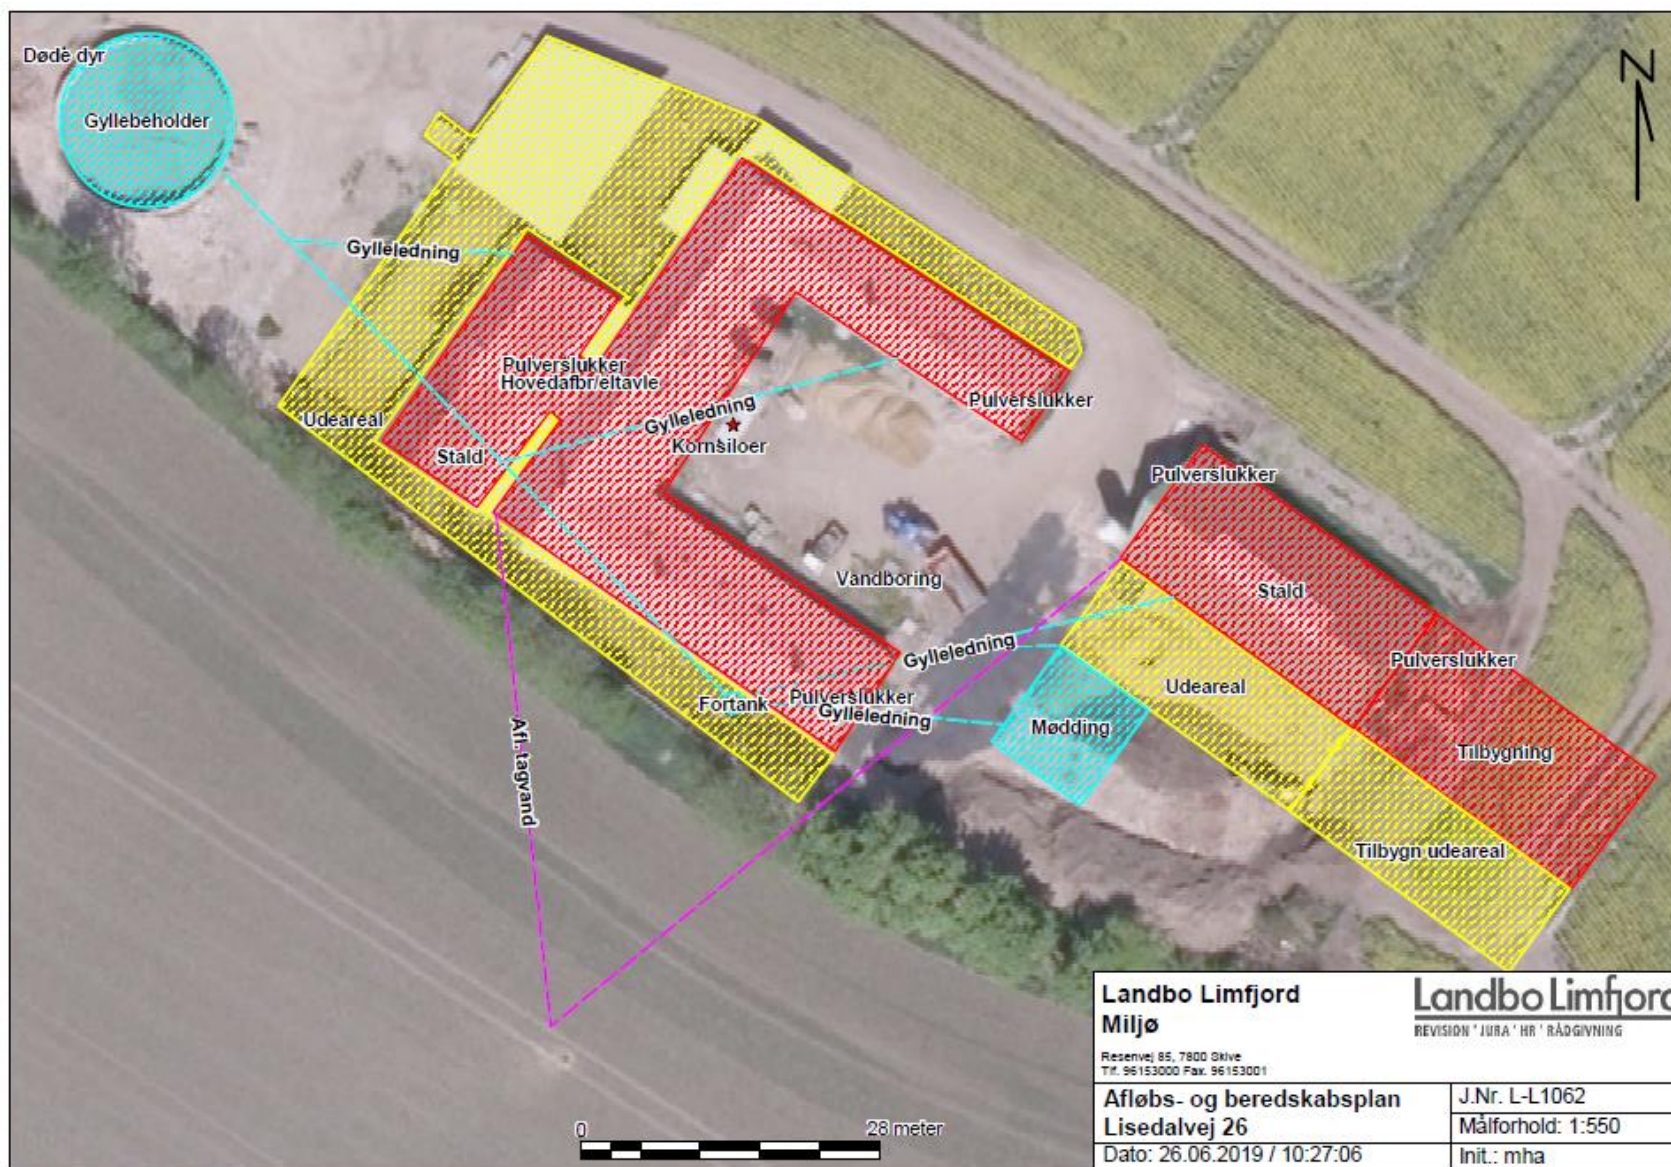 Døde dyr
Gyllebeholder
N
Gylleledning
Pulverslukker
Hovedafbr/eltavle
Gylleledning
Pulverslukker
Udeareal
Kornsiloer
Stald
Pulverslukker
Vandboring
Stald
Gylleledning
Pulverslukker
Udeareal
Fortank
Pulverslukker
Gylleledning
Mødding
Tilbygning
Afl. tagvand
Tilbygn udeareal
Landbo Limfjord
Miljø
Landbo Limfjord
REVISION * JURA * HR * RÅDGIVNING
Resenvej 85, 7800 Skive
Tlf. 96153000 Fax. 96153001
Afløbs- og beredskabsplan
Lisedalvej 26
J.Nr. L-L1062
Målforhold: 1:550
Dato: 26.06.2019 / 10:27:06
Init.: mha
0
28 meter